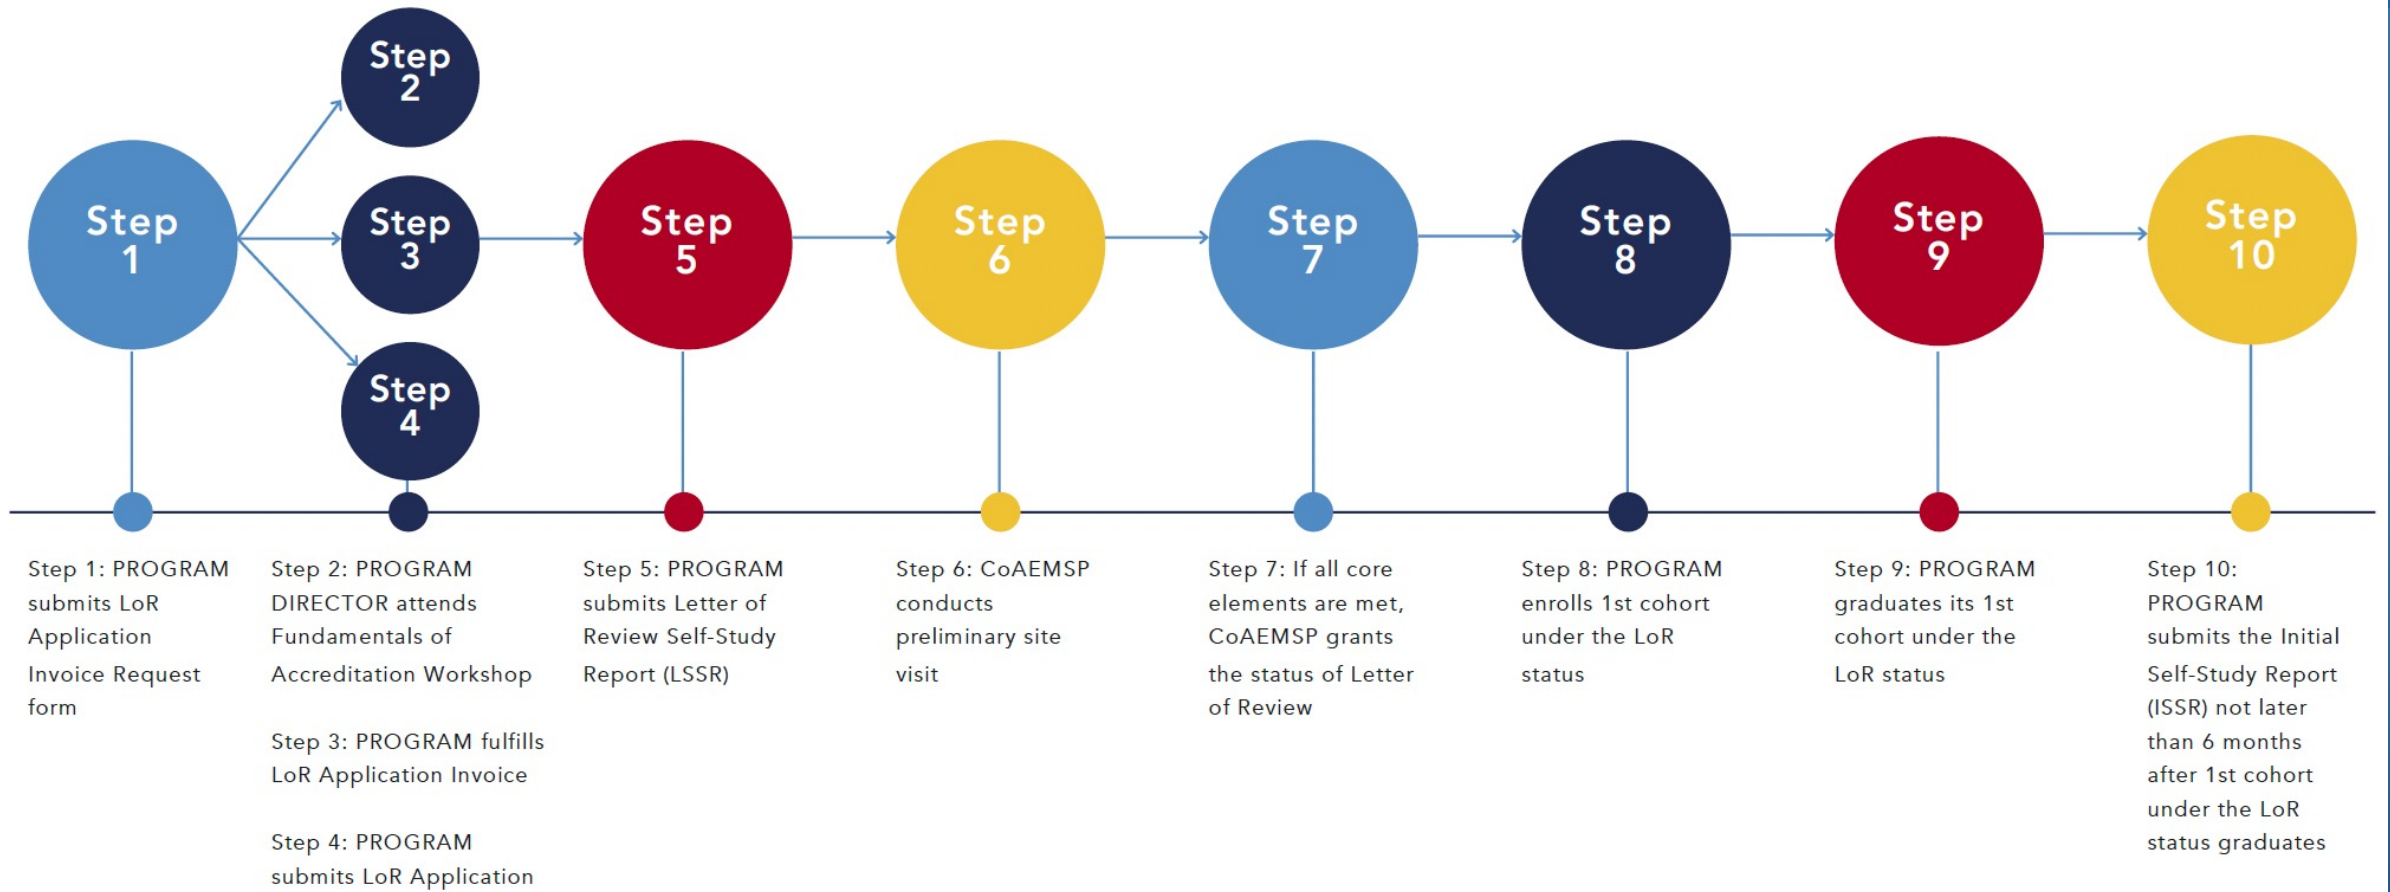 Step
1
Step
2
Step
3
Step
4
Step
5
Step
6
Step
7
Step
8
Step
9
Step
10
Step 1: PROGRAM
submits LoR
Application
Invoice Request
form
Step 2: PROGRAM
DIRECTOR attends
Fundamentals of
Accreditation Workshop
Step 3: PROGRAM fulfills
LoR Application Invoice
Step 4: PROGRAM
submits LoR Application
Step 5: PROGRAM
submits Letter of
Review Self-Study
Report (LSSR)
Step 6: CoAEMSP
conducts
preliminary site
visit
Step 7: If all core
elements are met,
CoAEMSP grants
the status of Letter
of Review
Step 8: PROGRAM
enrolls 1st cohort
under the LoR
status
Step 9: PROGRAM
graduates its 1st
cohort under the
LoR status
Step 10:
PROGRAM
submits the Initial
Self-Study Report
(ISSR) not later
than 6 months
after 1st cohort
under the LoR
status graduates